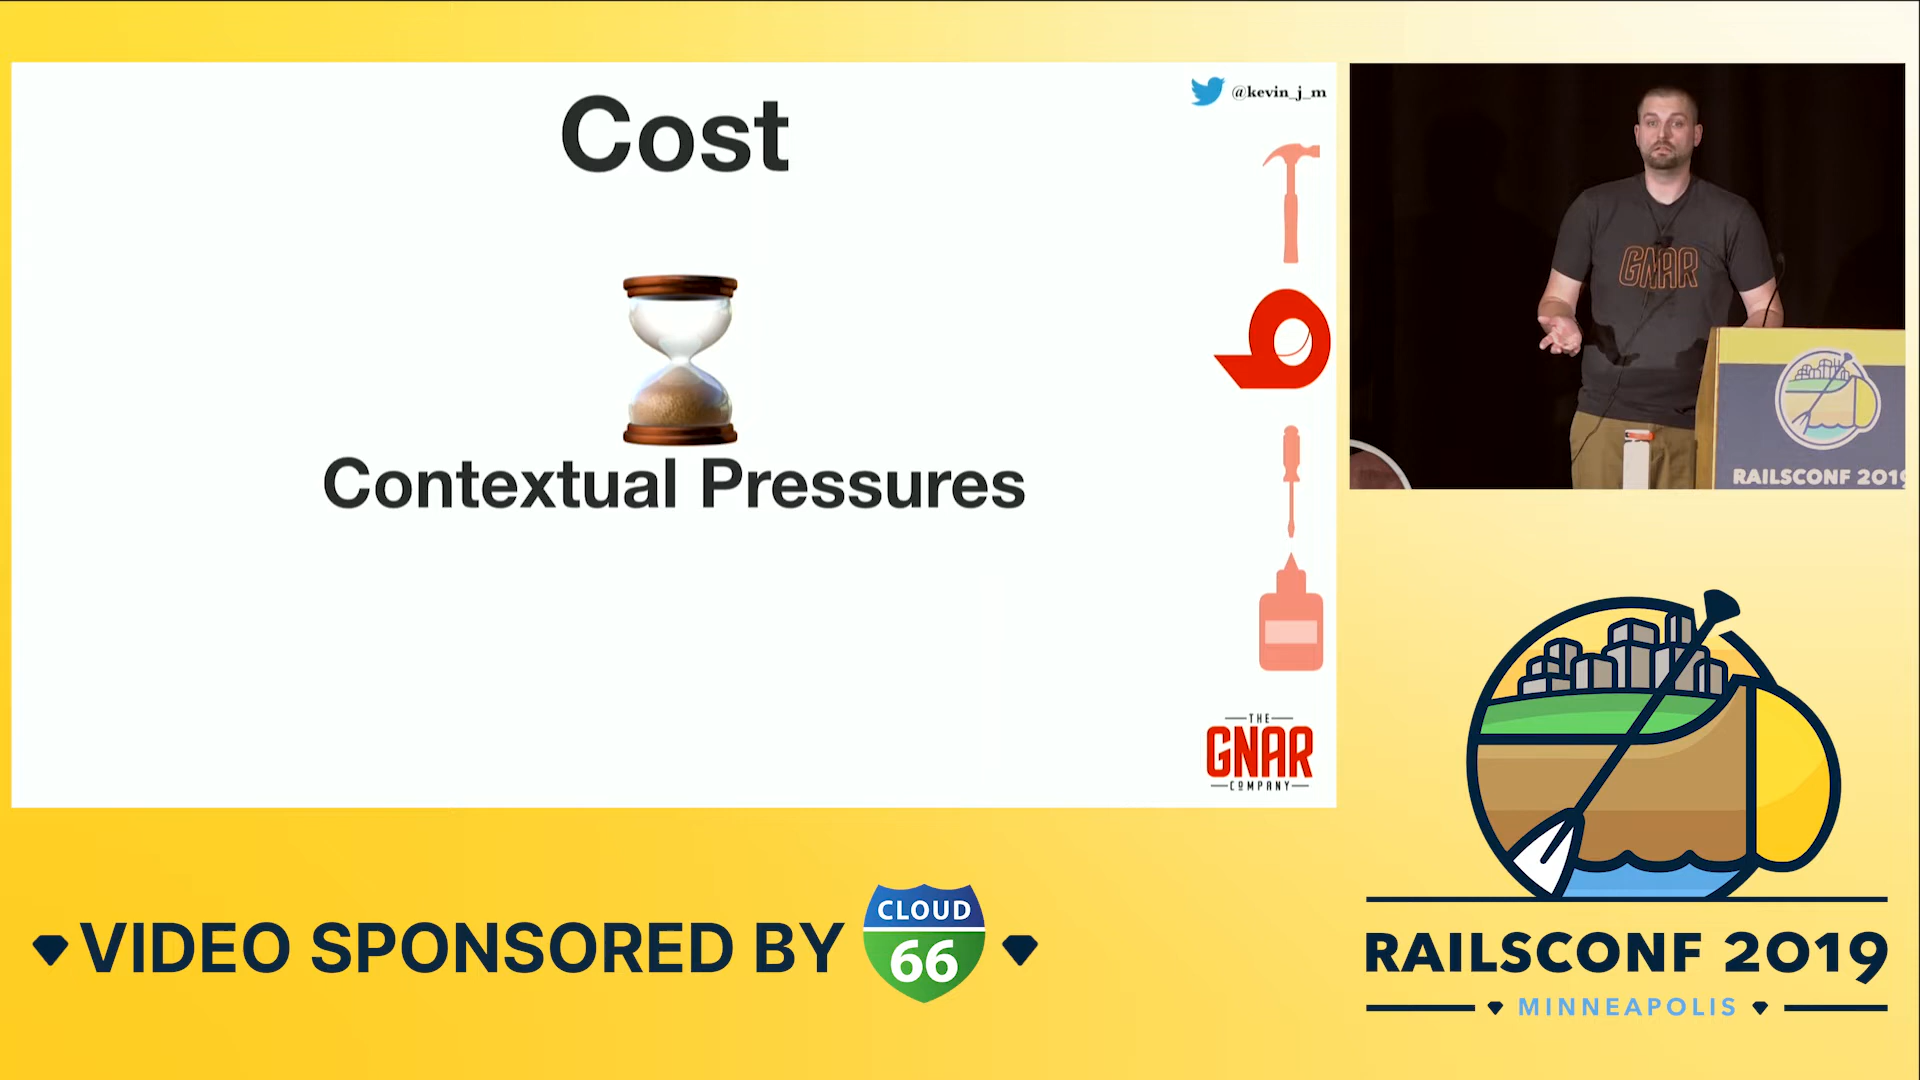 Cost
@kevin_j_m
Contextual Pressures
THE
GNAR
COMPANY
GNAR
RAILSCONF 2019
VIDEO SPONSORED BY
CLOUD
66
RAILSCONF 2019
MINNEAPOLIS